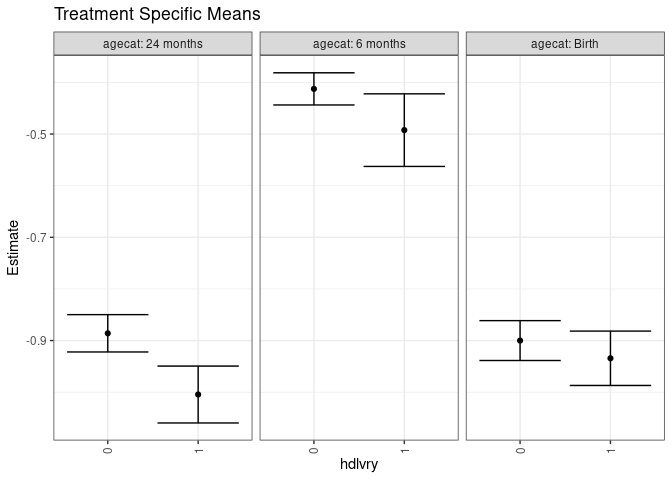 Treatment Specific Means
agecat: 24 months
agecat: 6 months
agecat: Birth
Estimate
-0.5
-0.7
-0.9
0
1
0
1
0
1
hdlvry